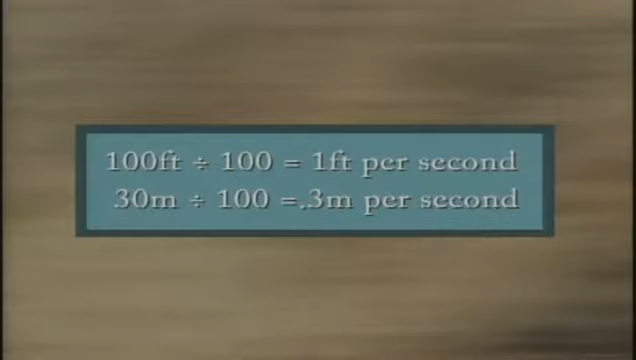 100ft ÷ 100 = 1ft per second
30m ÷ 100 =.3m per second